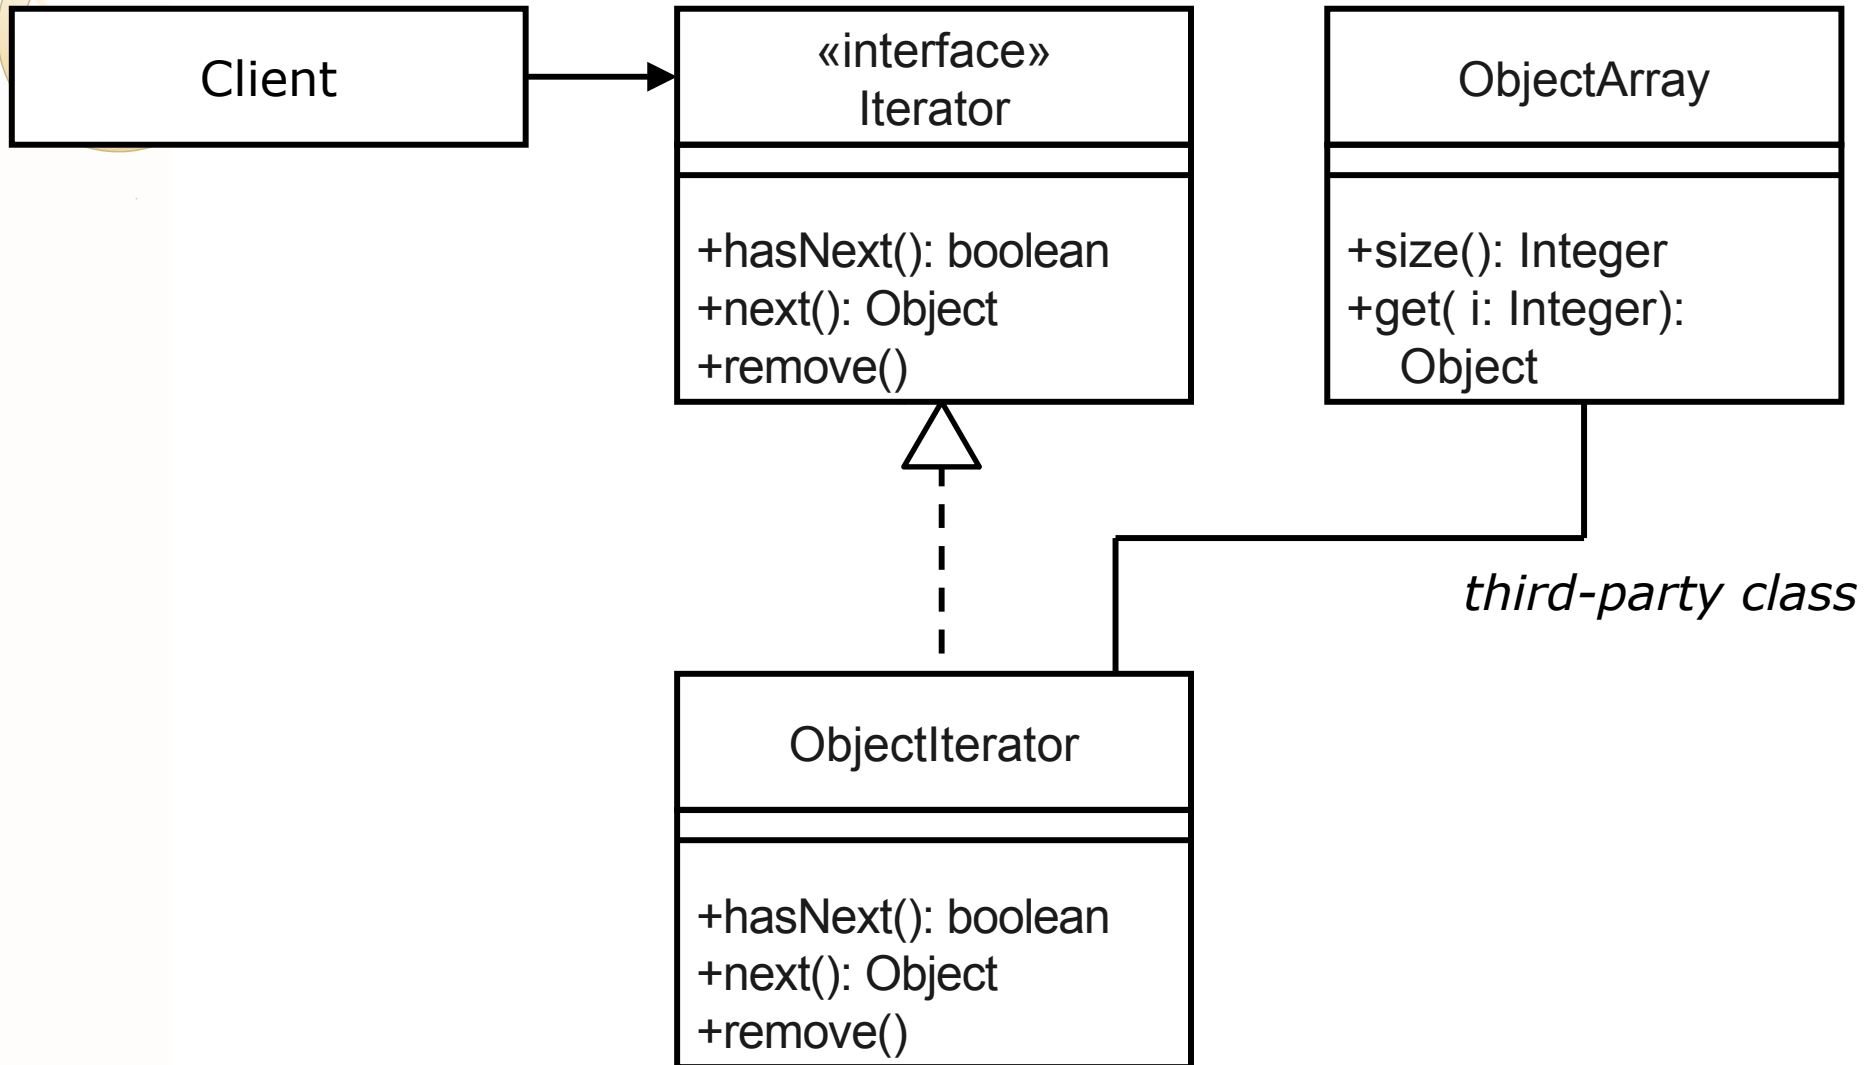 Client
«interface»
Iterator
+hasNext(): boolean
+next(): Object
+remove()
ObjectArray
+size(): Integer
+get( i: Integer):
Object
third-party class
ObjectIterator
+hasNext(): boolean
+next(): Object
+remove()